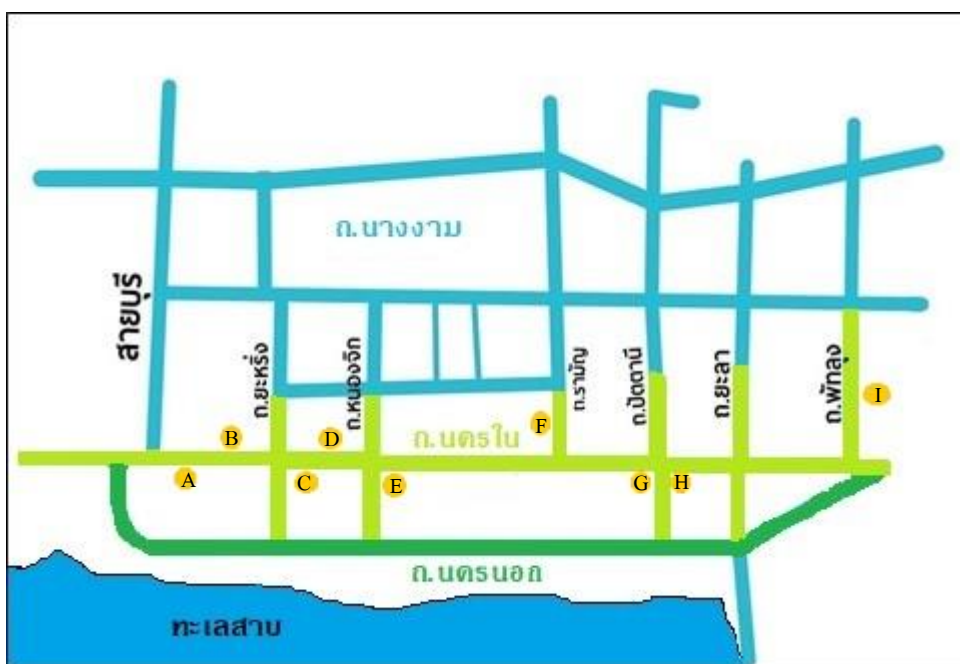 ถ.นางงาม
สายบุรี
ถ.ยะหริ่ง
ถ.หนองจิก
ถ.รามัญ
ถ.ปัตตานี
ถ.ยะลา
ถ.พัทลุง
I
B
D
ถ.นครใน
F
A
C
E
G
H
ถ.นครนอก
ทะเลสาบ